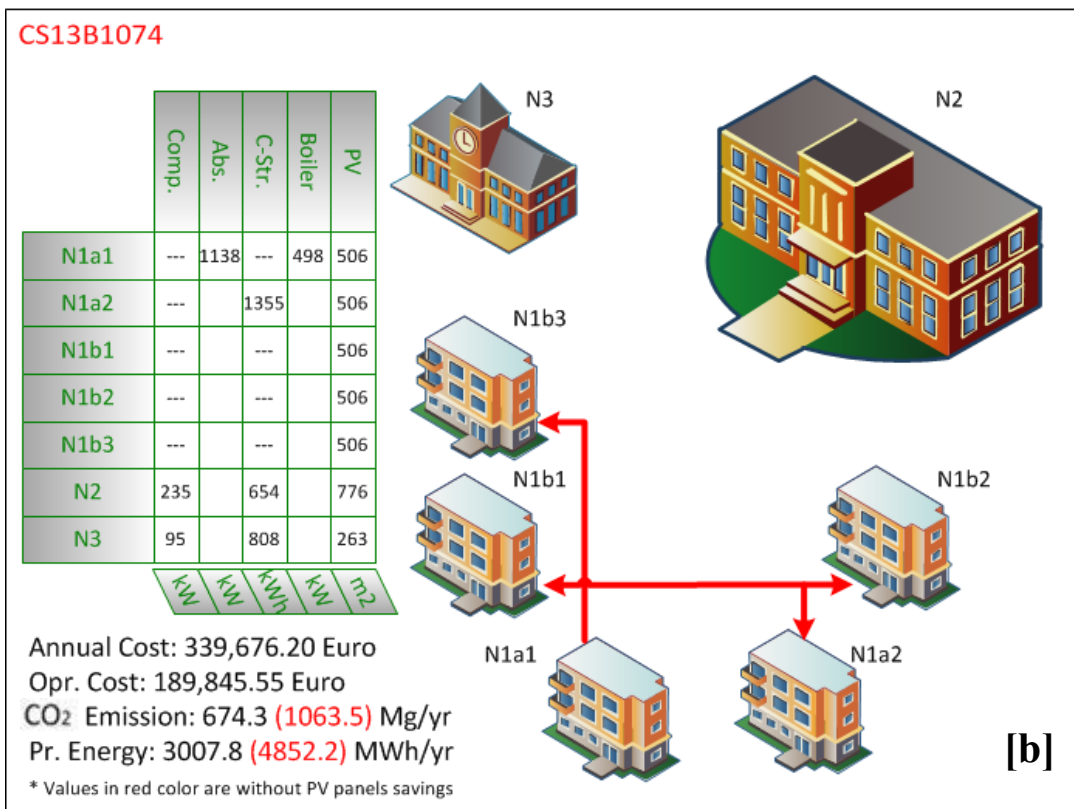 CS13B1074
N3
N2
Comp. Abs. C-Str. Boiler PV
N1a1 --- 1138 --- 498 506
N1a2 --- 1355 506
N1b1 --- --- 506
N1b2 --- --- 506
N1b3 --- --- 506
N2 235 654 776
N3 95 808 263
kW kW kWh kW m2
N1b3
N1b1
N1b2
N1a1
N1a2
Annual Cost: 339,676.20 Euro
Opr. Cost: 189,845.55 Euro
CO₂ Emission: 674.3 (1063.5) Mg/yr
Pr. Energy: 3007.8 (4852.2) MWh/yr
* Values in red color are without PV panels savings
[b]